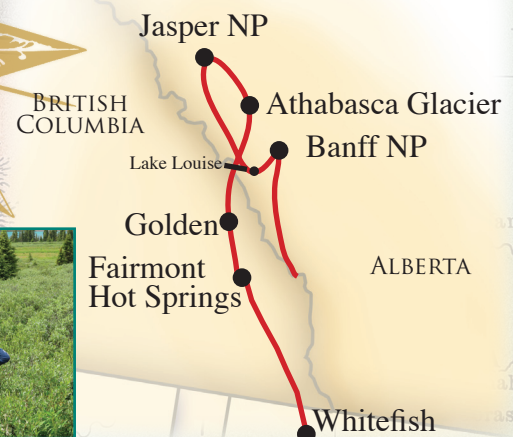 Jasper NP
BRITISH
COLUMBIA
Athabasca Glacier
Banff NP
Lake Louise
Golden
ALBERTA
Fairmont
Hot Springs
Whitefish